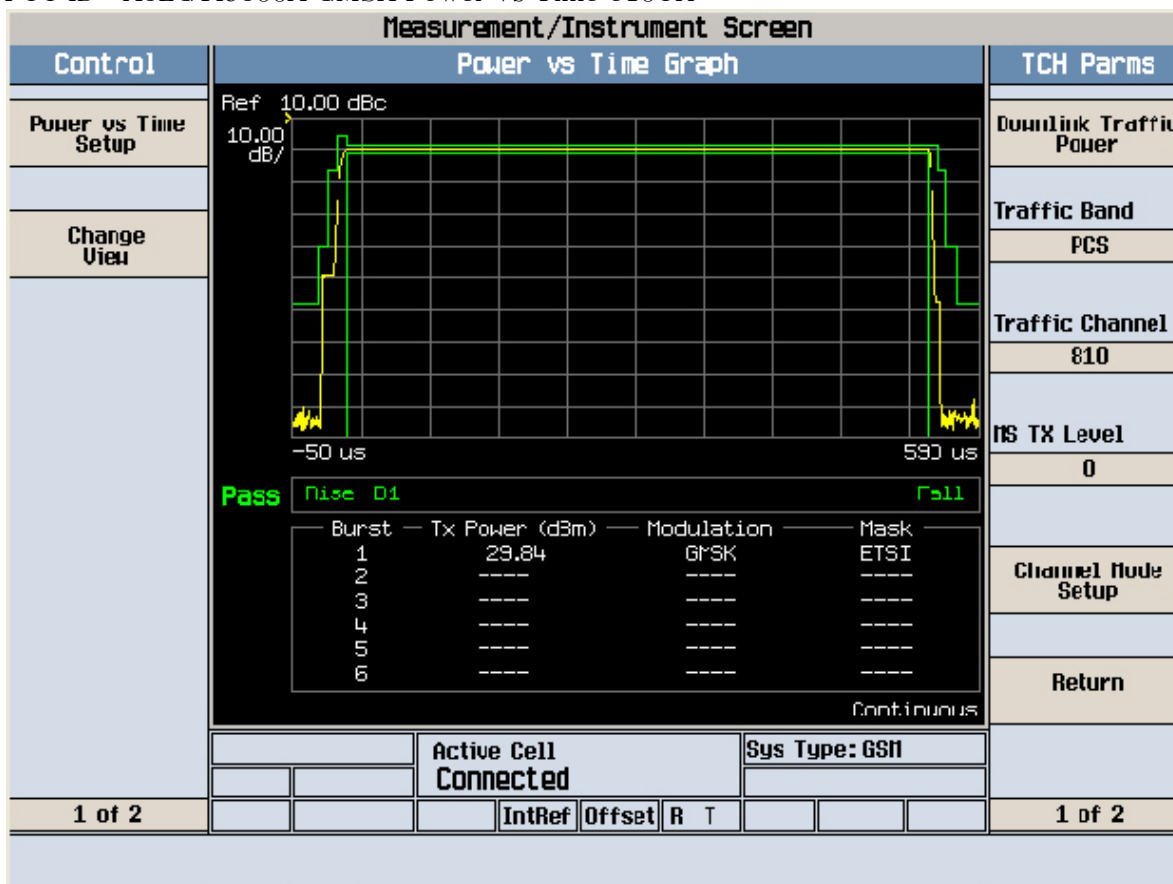 Measurement/Instrument Screen
Control
Power vs Time Graph
TCH Parms
Power vs Time
Setup
Change
View
1 of 2
Ref 10.00 dBc
10.00
dB/
-50 us
590 us
Pass
Rise D1
Fall
Burst Tx Power (dBm) Modulation Mask
1 29.84 GMSK ETSI
2 ---- ---- ----
3 ---- ---- ----
4 ---- ---- ----
5 ---- ---- ----
6 ---- ---- ----
Continuous
Active Cell
Connected
Sys Type: GSM
IntRef Offset R T
Downlink Traffic
Power
Traffic Band
PCS
Traffic Channel
810
MS TX Level
0
Channel Mode
Setup
Return
1 of 2